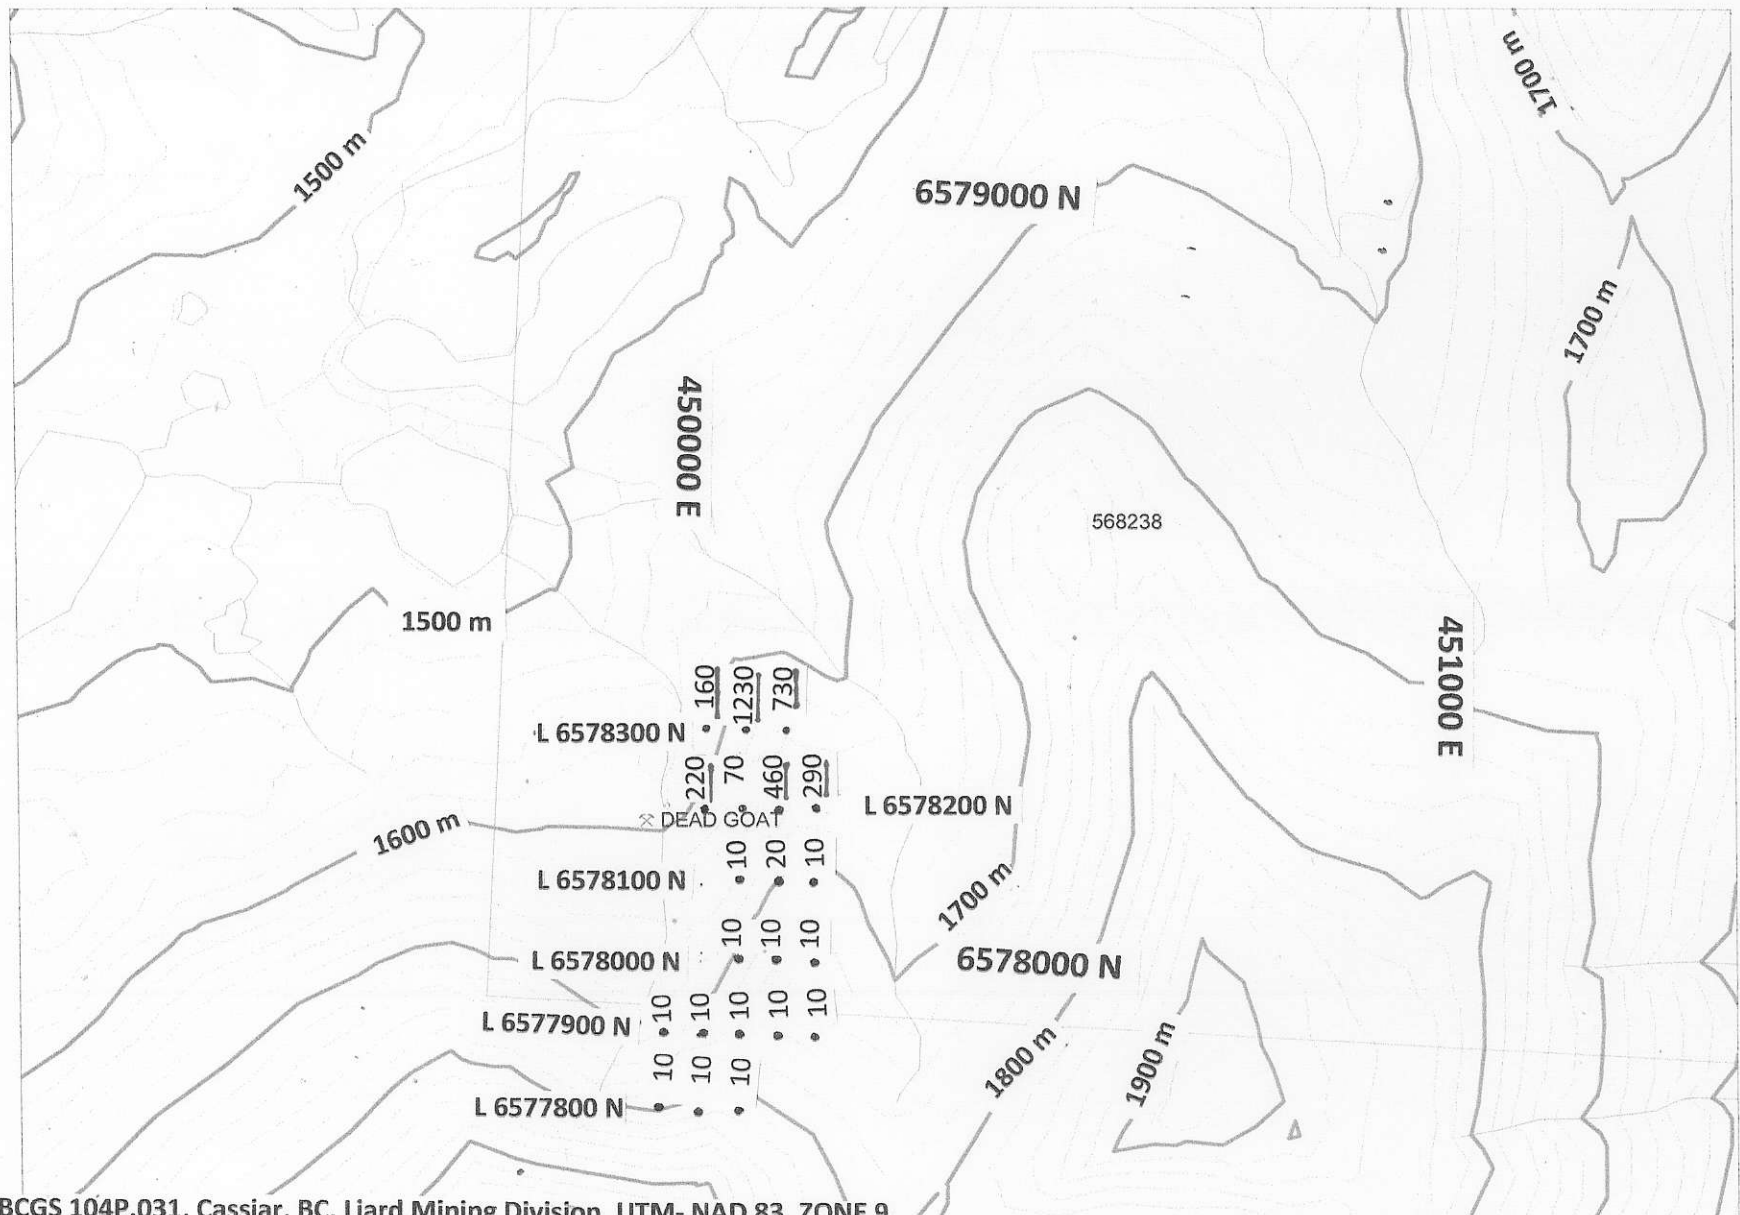 1700 m
1500 m
6579000 N
1700 m
450000 E
568238
1500 m
451000 E
160 1230 730
L 6578300 N
220 70 460 290
L 6578200 N
DEAD GOAT
1600 m
10 20 10
L 6578100 N
1700 m
10 10 10
L 6578000 N
6578000 N
10 10 10 10 10
L 6577900 N
1800 m
1900 m
10 10 10
L 6577800 N
BCGS 104P.031, Cassiar, BC, Liard Mining Division, UTM- NAD 83, ZONE 9